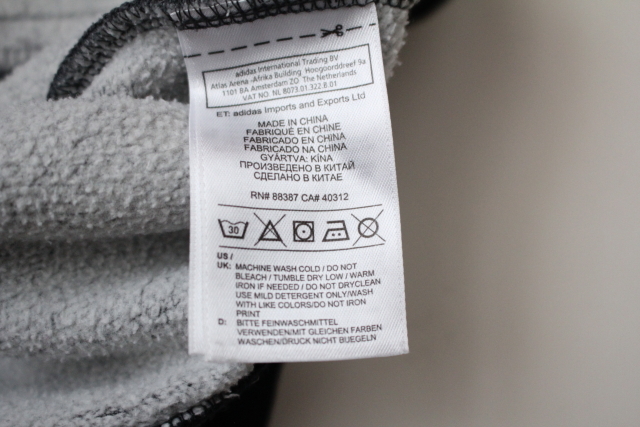 adidas International Trading BV
Atlas Arena -Afrika Building Hoogoorddreef 9a
1101 BA Amsterdam ZO The Netherlands
VAT NO NL 8073.01.322.B.01
ET: adidas Imports and Exports Ltd
MADE IN CHINA
FABRIQUÉ EN CHINE
FABRICADO EN CHINA
FABRICADO NA CHINA
GYÁRTVA: KÍNA
ПРОИЗВЕДЕНО В КИТАЙ
СДЕЛАНО В КИТАЕ
RN# 88387 CA# 40312
30
US /
UK: MACHINE WASH COLD / DO NOT
BLEACH / TUMBLE DRY LOW / WARM
IRON IF NEEDED / DO NOT DRYCLEAN
USE MILD DETERGENT ONLY/WASH
WITH LIKE COLORS/DO NOT IRON
PRINT
D: BITTE FEINWASCHMITTEL
VERWENDEN/MIT GLEICHEN FARBEN
WASCHEN/DRUCK NICHT BUEGELN